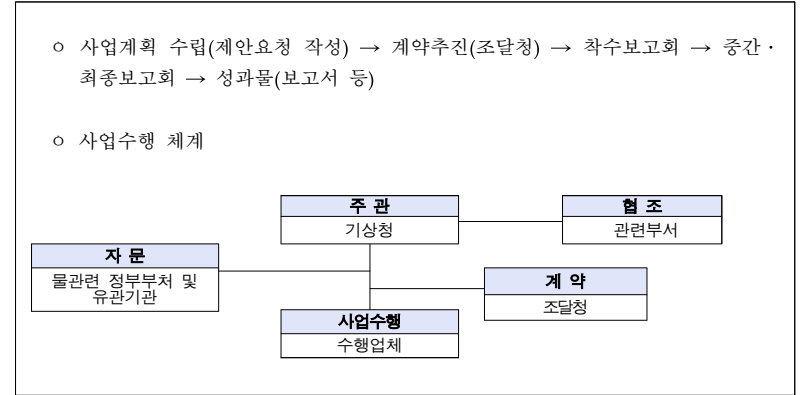 ㅇ 사업계획 수립(제안요청 작성) → 계약추진(조달청) → 착수보고회 → 중간·
최종보고회 → 성과물(보고서 등)
ㅇ 사업수행 체계
주 관
기상청
협 조
관련부서
자 문
물관련 정부부처 및
유관기관
계 약
조달청
사업수행
수행업체